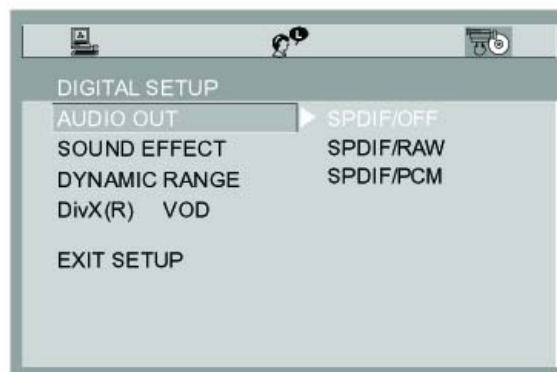 DIGITAL SETUP
AUDIO OUT SPDIF/OFF
SOUND EFFECT SPDIF/RAW
DYNAMIC RANGE SPDIF/PCM
DivX(R) VOD
EXIT SETUP